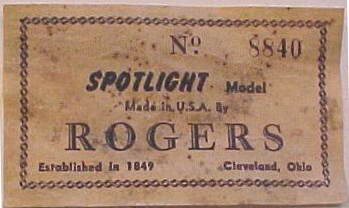 Nº 8840
SPOTLIGHT Model
Made in U.S.A. By
ROGERS
Established in 1849 Cleveland, Ohio